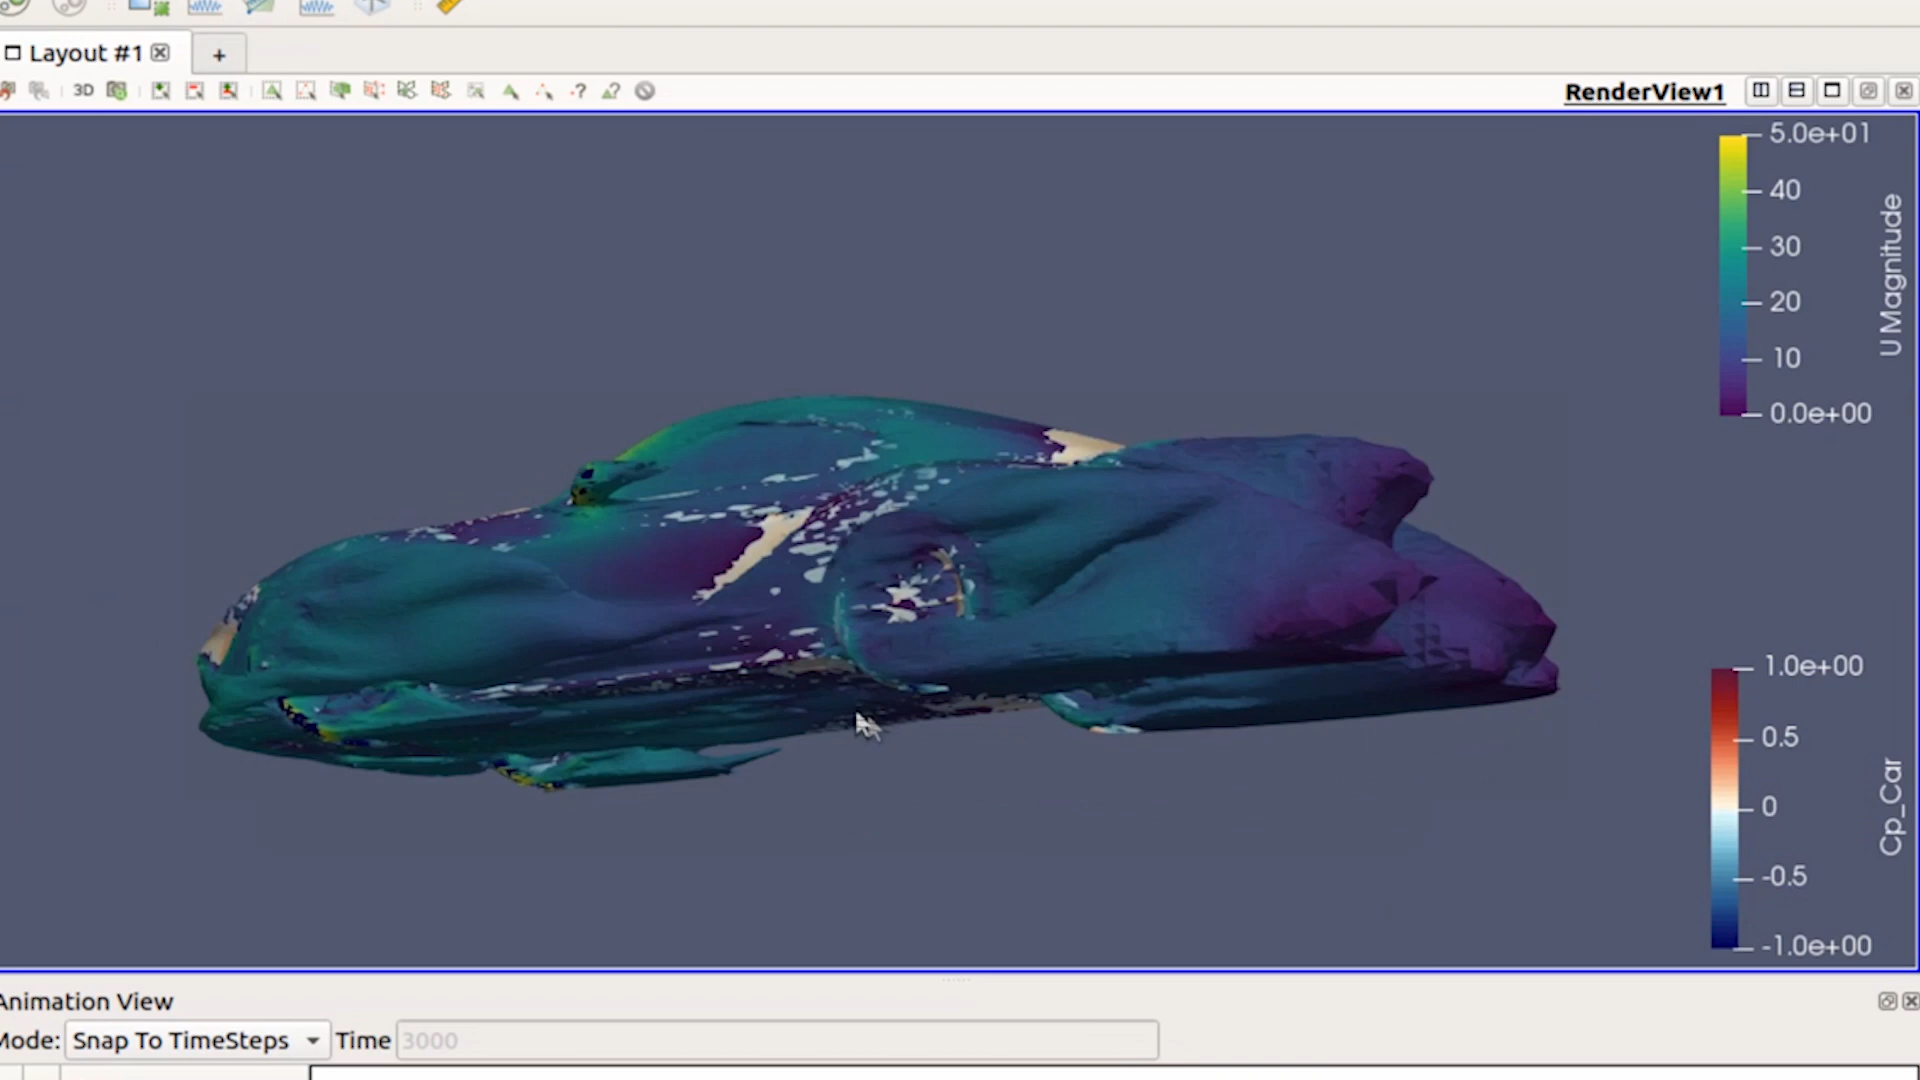 Layout #1
+
3D
RenderView1
5.0e+01
40
30
20
10
0.0e+00
U Magnitude
1.0e+00
0.5
0
-0.5
-1.0e+00
Cp_Car
Animation View
Mode: Snap To TimeSteps Time 3000